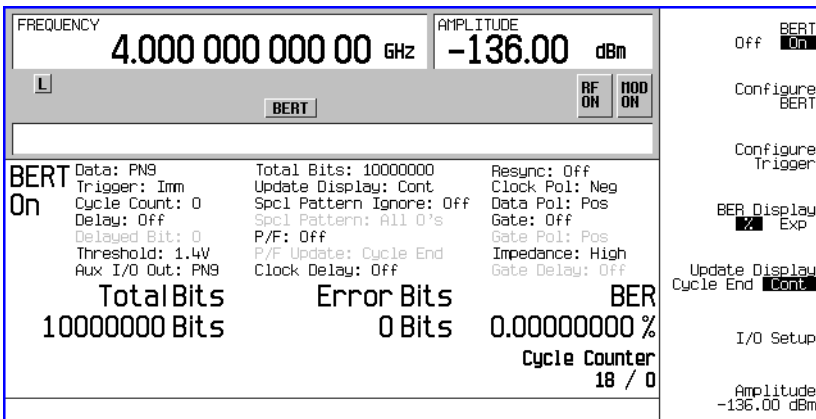 FREQUENCY
4.000 000 000 00 GHz
AMPLITUDE
-136.00 dBm
L
BERT
RF ON
MOD ON
BERT On
Data: PN9
Trigger: Imm
Cycle Count: 0
Delay: Off
Delayed Bit: 0
Threshold: 1.4V
Aux I/O Out: PN9
Total Bits: 10000000
Update Display: Cont
Spcl Pattern Ignore: Off
Spcl Pattern: All 0's
P/F: Off
P/F Update: Cycle End
Clock Delay: Off
Resync: Off
Clock Pol: Neg
Data Pol: Pos
Gate: Off
Gate Pol: Pos
Impedance: High
Gate Delay: Off
Total Bits
10000000 Bits
Error Bits
0 Bits
BER
0.00000000 %
Cycle Counter
18 / 0
BERT
Off On
Configure
BERT
Configure
Trigger
BER Display
% Exp
Update Display
Cycle End Cont
I/O Setup
Amplitude
-136.00 dBm